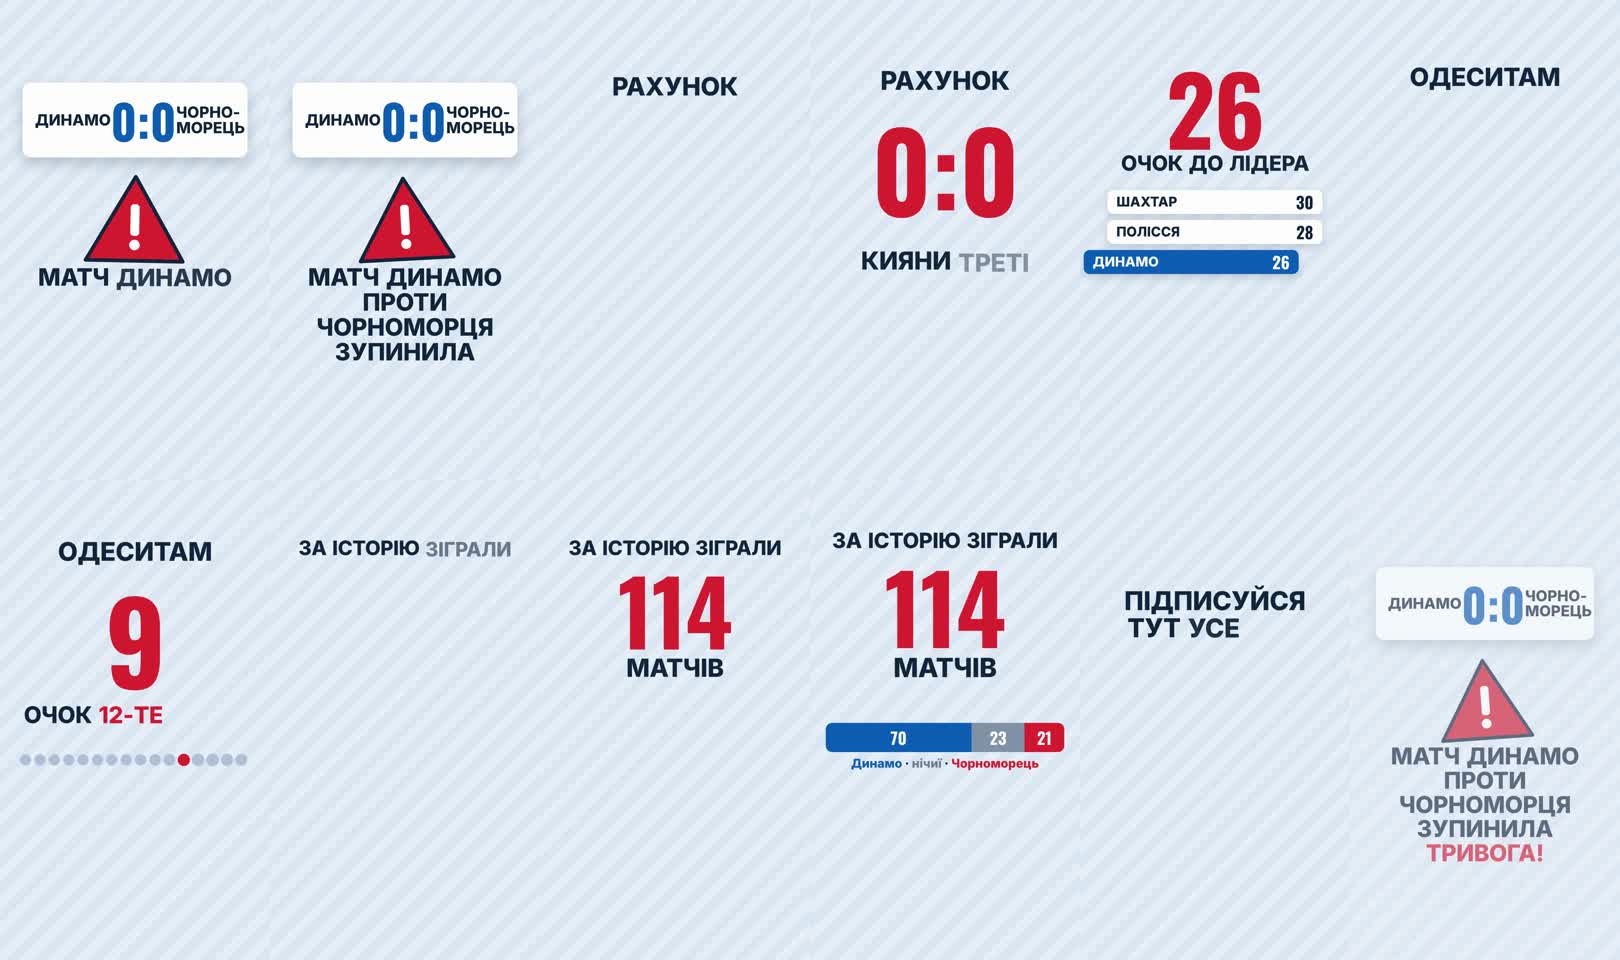 ДИНАМО 0:0 ЧОРНО-
МОРЕЦЬ
!
МАТЧ ДИНАМО
ДИНАМО 0:0 ЧОРНО-
МОРЕЦЬ
!
МАТЧ ДИНАМО
ПРОТИ
ЧОРНОМОРЦЯ
ЗУПИНИЛА
РАХУНОК
РАХУНОК
0:0
КИЯНИ ТРЕТІ
26
ОЧОК ДО ЛІДЕРА
ШАХТАР 30
ПОЛІССЯ 28
ДИНАМО 26
ОДЕСИТАМ
ОДЕСИТАМ
9
ОЧОК 12-ТЕ
ЗА ІСТОРІЮ ЗІГРАЛИ
ЗА ІСТОРІЮ ЗІГРАЛИ
114
МАТЧІВ
ЗА ІСТОРІЮ ЗІГРАЛИ
114
МАТЧІВ
70 23 21
Динамо · нічиї · Чорноморець
ПІДПИСУЙСЯ
ТУТ УСЕ
ДИНАМО 0:0 ЧОРНО-
МОРЕЦЬ
!
МАТЧ ДИНАМО
ПРОТИ
ЧОРНОМОРЦЯ
ЗУПИНИЛА
ТРИВОГА!